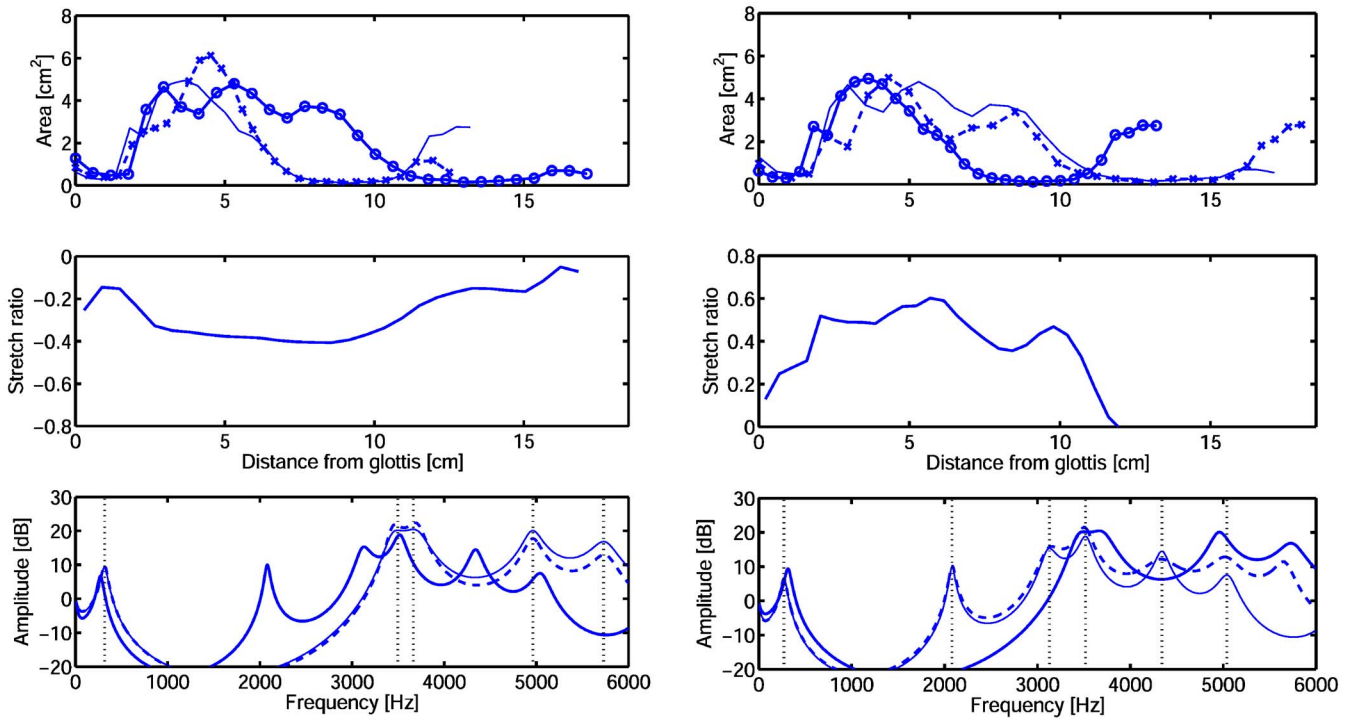 8
6
4
2
0
Area [cm2]
0 5 10 15
8
6
4
2
0
Area [cm2]
0 5 10 15
0
−0.2
−0.4
−0.6
−0.8
Stretch ratio
0 5 10 15
Distance from glottis [cm]
0.8
0.6
0.4
0.2
0
Stretch ratio
0 5 10 15
Distance from glottis [cm]
30
20
10
0
−10
−20
Amplitude [dB]
0 1000 2000 3000 4000 5000 6000
Frequency [Hz]
30
20
10
0
−10
−20
Amplitude [dB]
0 1000 2000 3000 4000 5000 6000
Frequency [Hz]